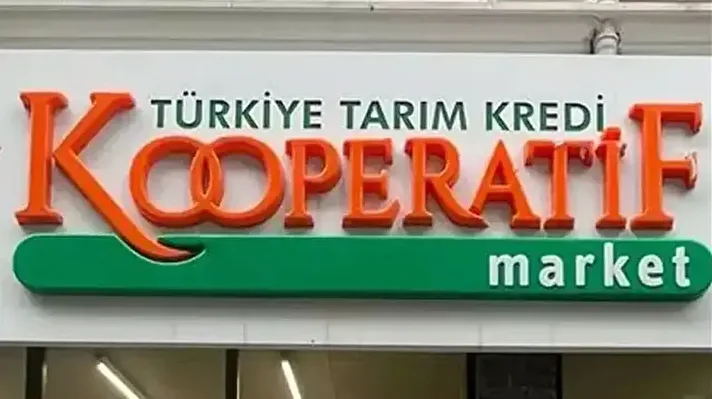 TÜRKİYE TARIM KREDİ
KOOPERATİF
market